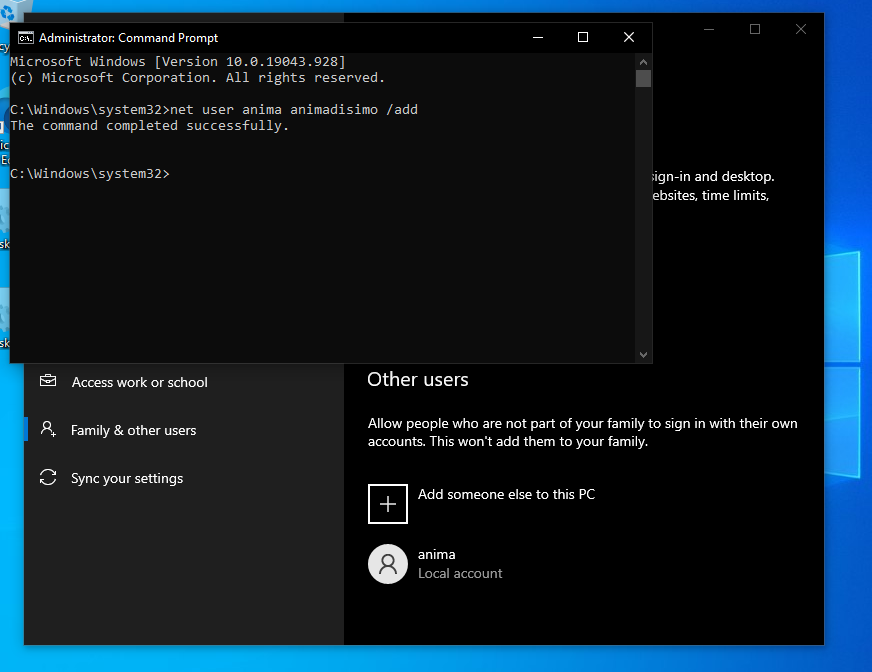 Administrator: Command Prompt
Microsoft Windows [Version 10.0.19043.928]
(c) Microsoft Corporation. All rights reserved.
C:\Windows\system32>net user anima animadisimo /add
The command completed successfully.
C:\Windows\system32>
sign-in and desktop.
ebsites, time limits,
Access work or school
Family & other users
Sync your settings
Other users
Allow people who are not part of your family to sign in with their own
accounts. This won't add them to your family.
Add someone else to this PC
anima
Local account